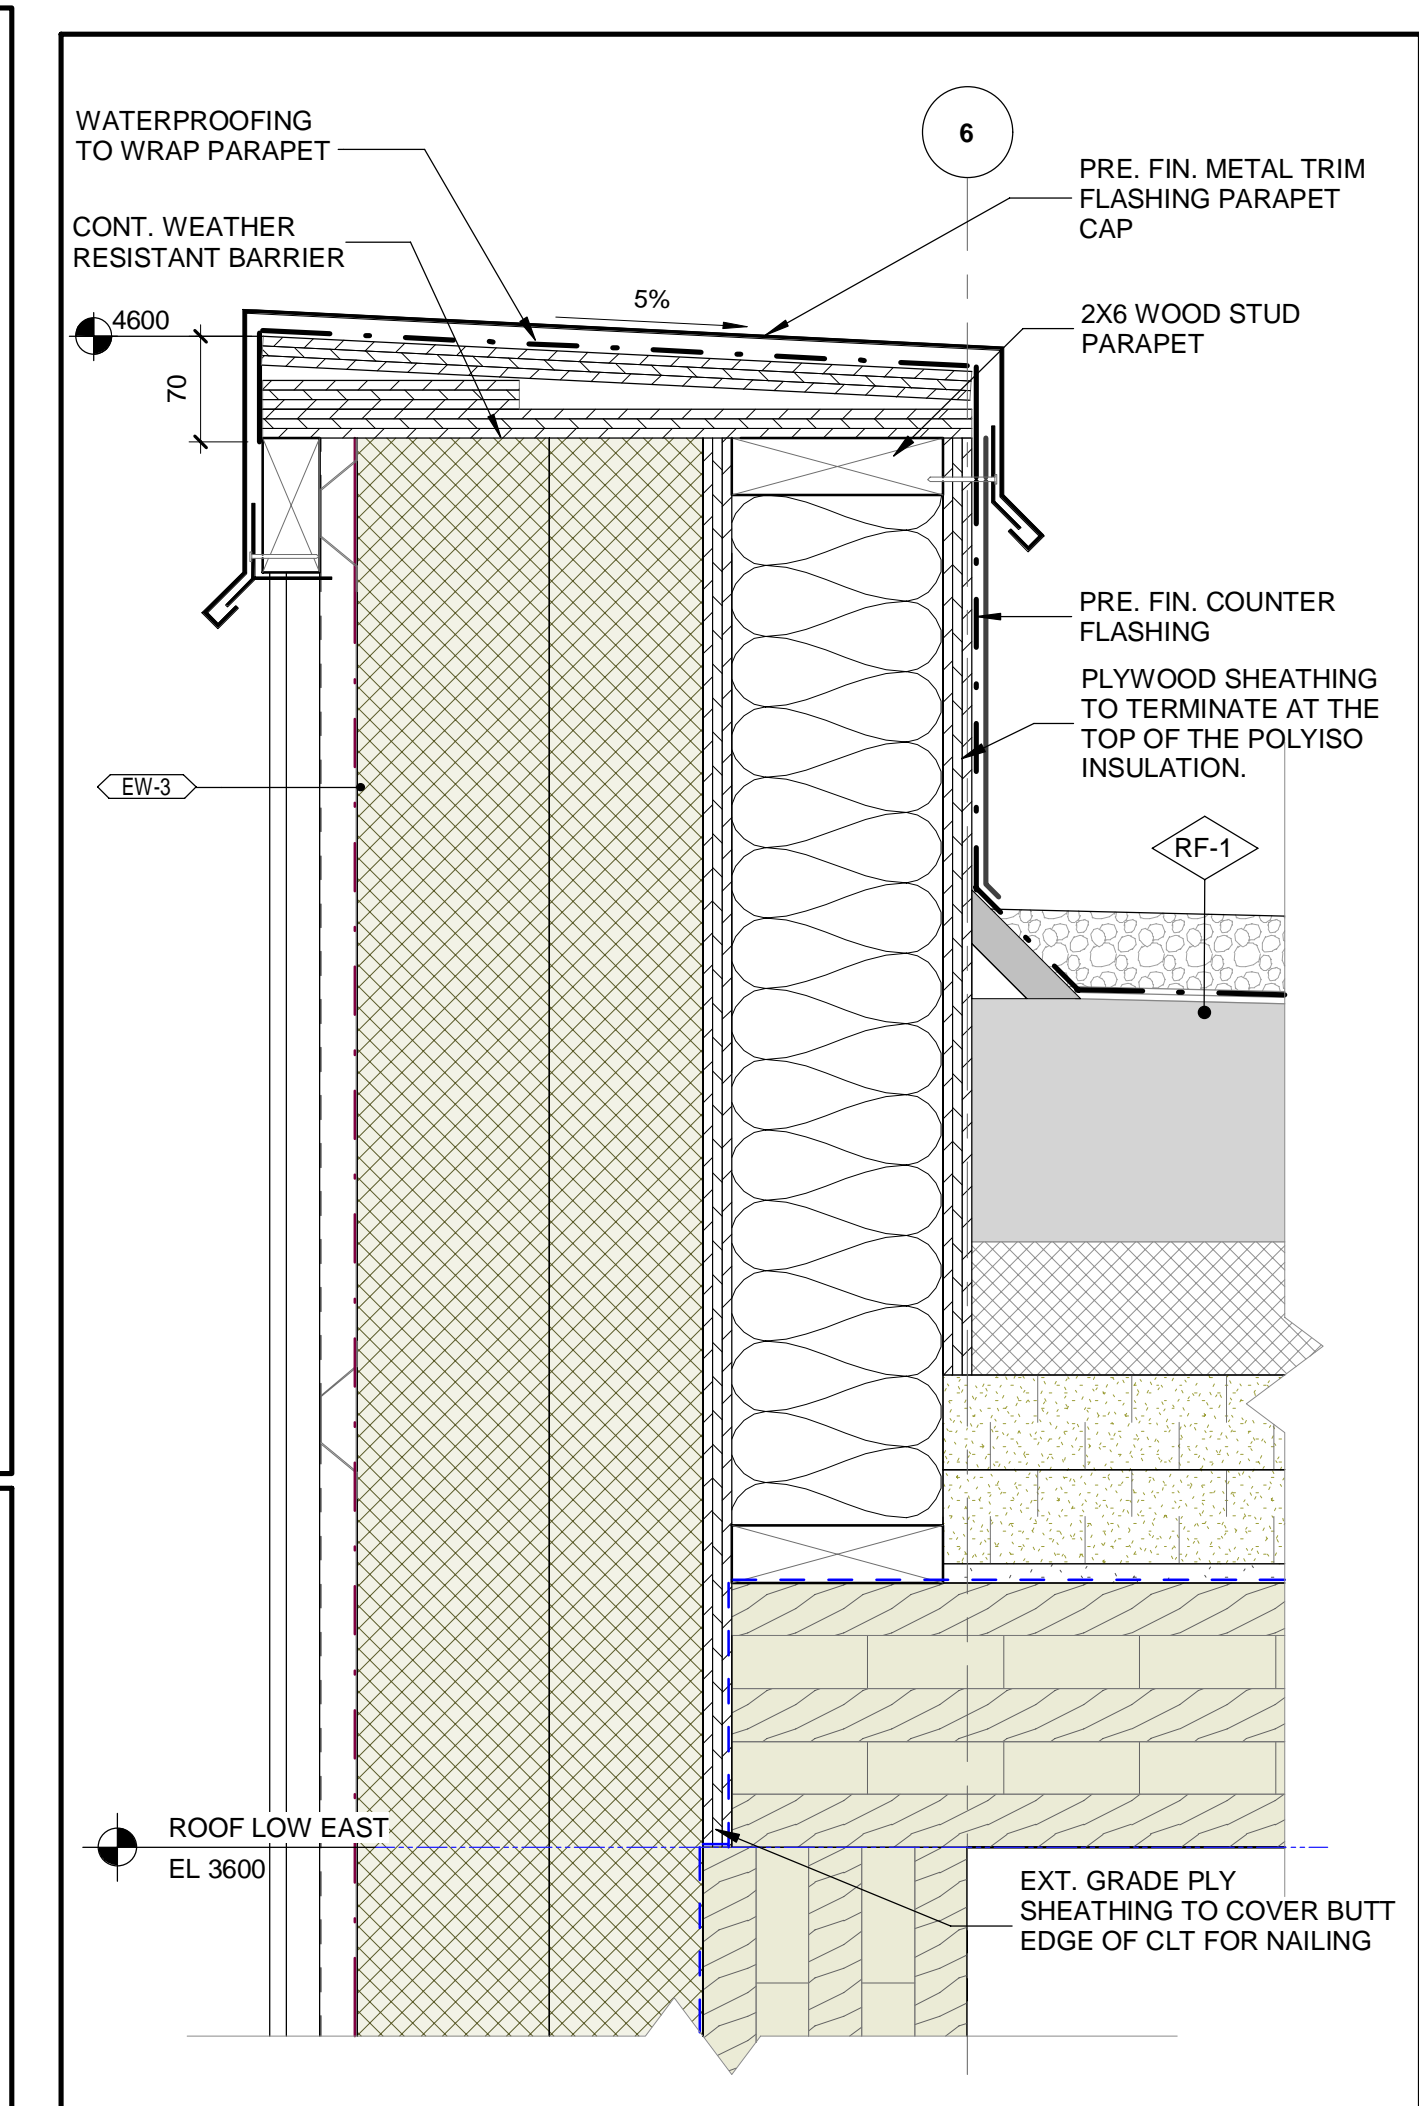 WATERPROOFING
TO WRAP PARAPET
CONT. WEATHER
RESISTANT BARRIER
6
PRE. FIN. METAL TRIM
FLASHING PARAPET
CAP
5%
4600
70
2X6 WOOD STUD
PARAPET
PRE. FIN. COUNTER
FLASHING
PLYWOOD SHEATHING
TO TERMINATE AT THE
TOP OF THE POLYISO
INSULATION.
EW-3
RF-1
ROOF LOW EAST
EL 3600
EXT. GRADE PLY
SHEATHING TO COVER BUTT
EDGE OF CLT FOR NAILING